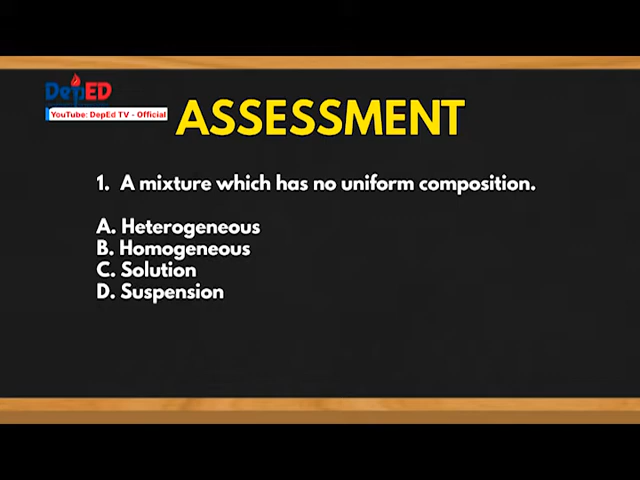 DepED
YouTube: DepEd TV - Official
ASSESSMENT
1. A mixture which has no uniform composition.
A. Heterogeneous
B. Homogeneous
C. Solution
D. Suspension